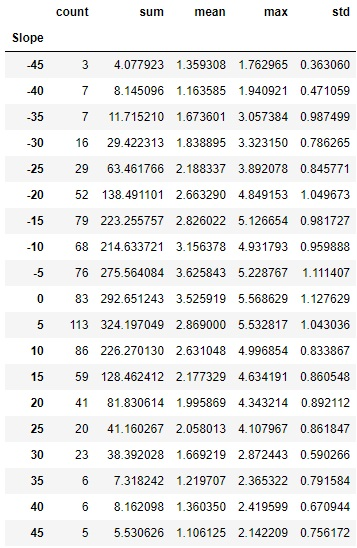 count sum mean max std
Slope
-45 3 4.077923 1.359308 1.762965 0.363060
-40 7 8.145096 1.163585 1.940921 0.471059
-35 7 11.715210 1.673601 3.057384 0.987499
-30 16 29.422313 1.838895 3.323150 0.786265
-25 29 63.461766 2.188337 3.892078 0.845771
-20 52 138.491101 2.663290 4.849153 1.049673
-15 79 223.255757 2.826022 5.126654 0.981727
-10 68 214.633721 3.156378 4.931793 0.959888
-5 76 275.564084 3.625843 5.228767 1.111407
0 83 292.651243 3.525919 5.568629 1.127629
5 113 324.197049 2.869000 5.532817 1.043036
10 86 226.270130 2.631048 4.996854 0.833867
15 59 128.462412 2.177329 4.634191 0.860548
20 41 81.830614 1.995869 4.343214 0.892112
25 20 41.160267 2.058013 4.107967 0.861847
30 23 38.392028 1.669219 2.872443 0.590266
35 6 7.318242 1.219707 2.365322 0.791584
40 6 8.162098 1.360350 2.419599 0.670944
45 5 5.530626 1.106125 2.142209 0.756172